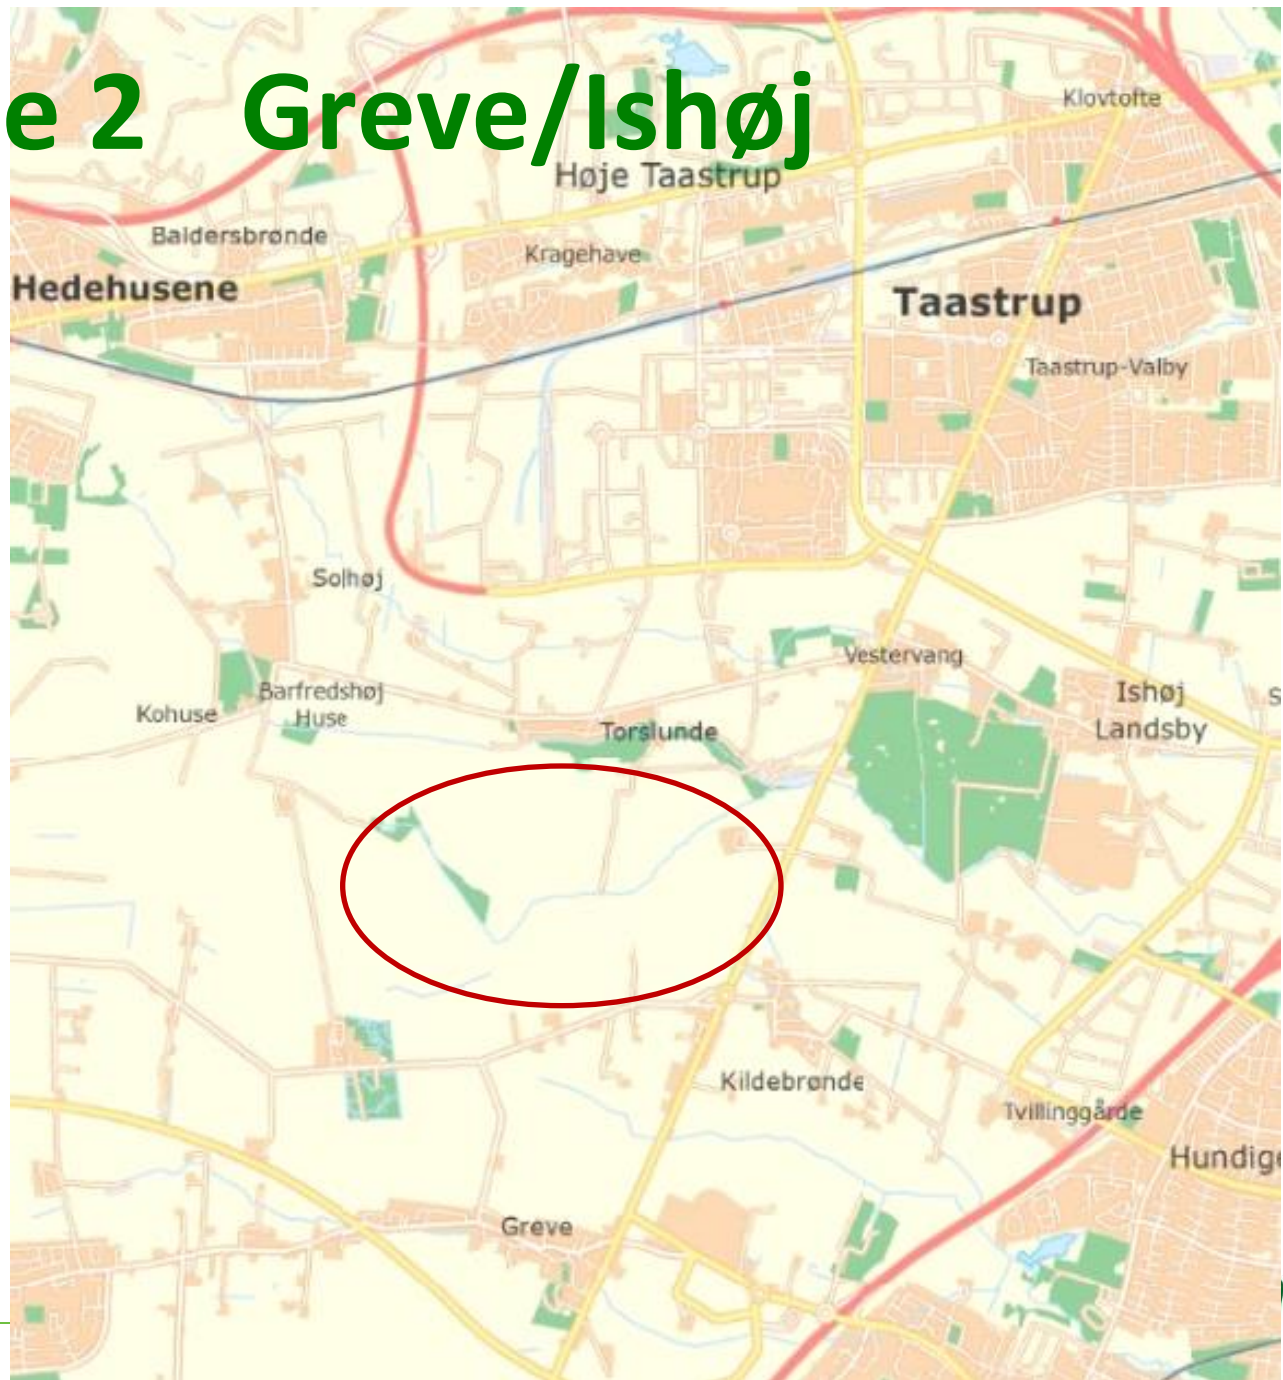 e 2 Greve/Ishøj
Klovtofte
Høje Taastrup
Baldersbrønde
Kragehave
Hedehusene
Taastrup
Taastrup-Valby
Solhøj
Vestervang
Barfredshøj
Huse
Kohuse
Ishøj
Landsby
S
Torslunde
Kildebrønde
Tvillinggårde
Hundige
Greve